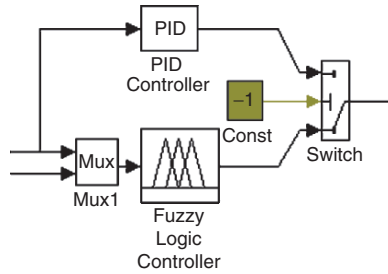 PID
PID
Controller
−1
Const
Switch
Mux
Mux1
Fuzzy
Logic
Controller